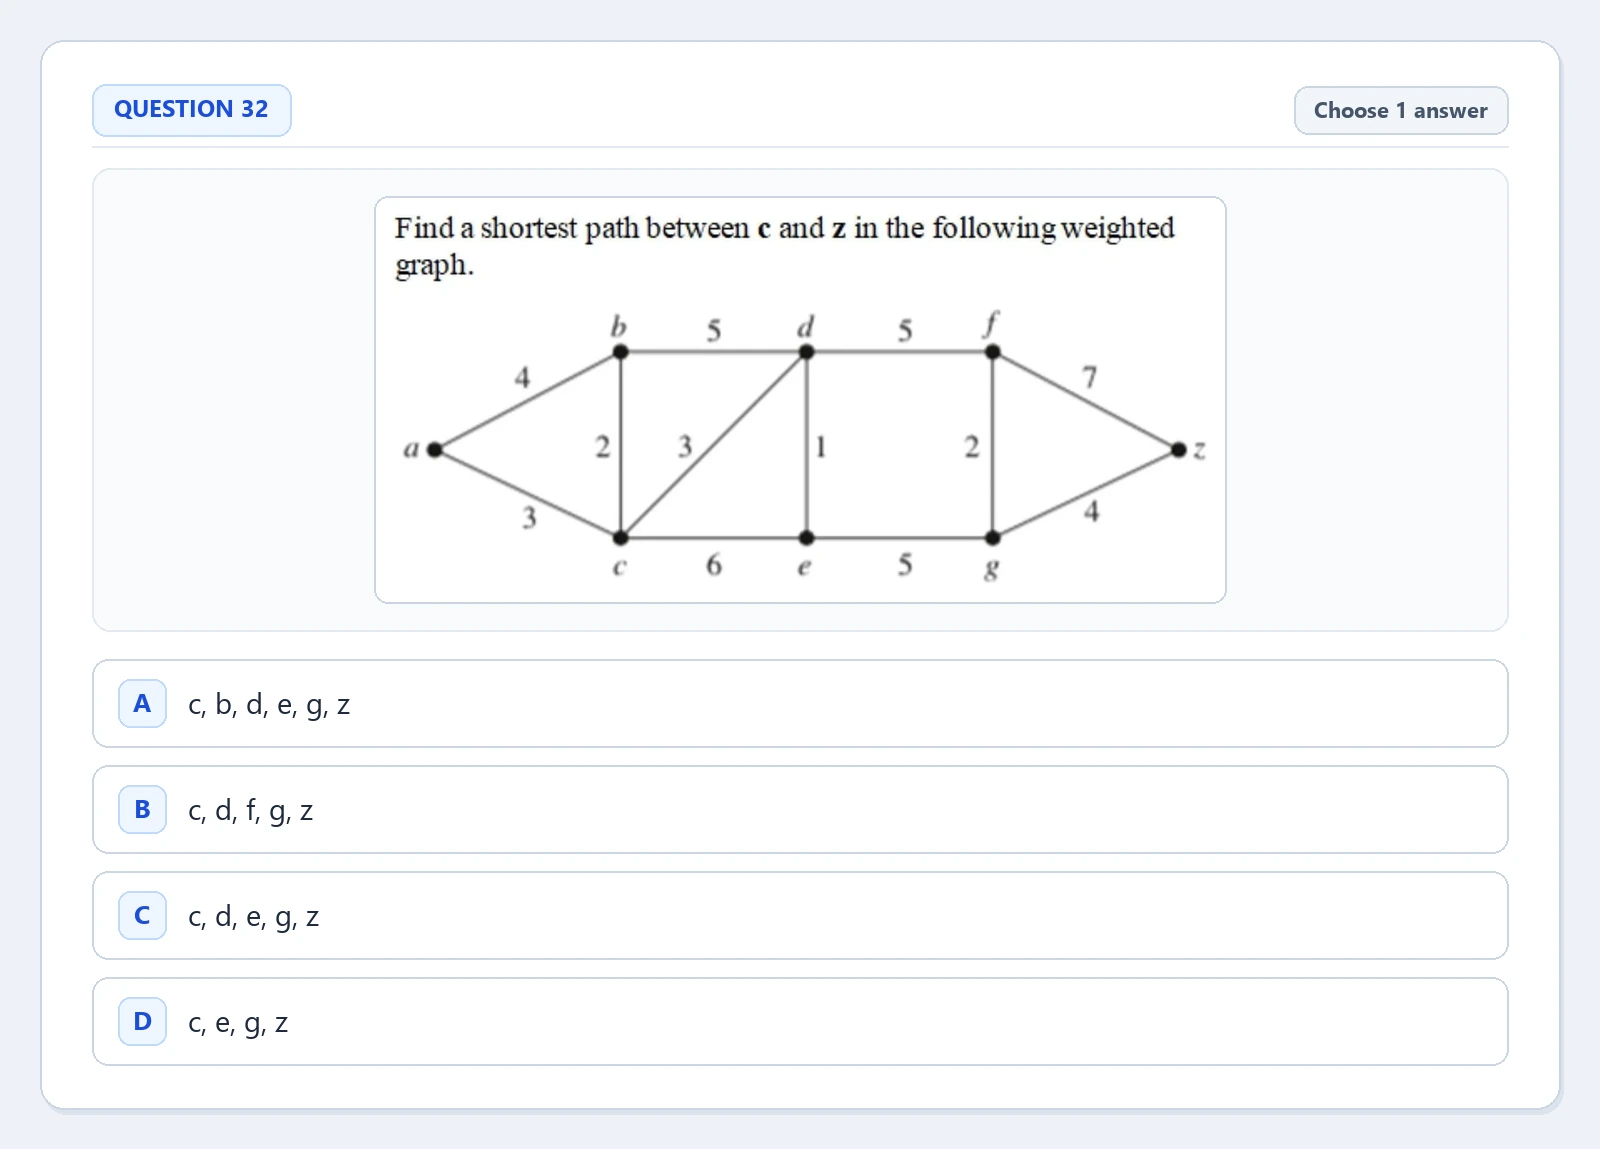 QUESTION 32
Choose 1 answer
Find a shortest path between c and z in the following weighted
graph.
b 5 d 5 f
4 7
a 2 3 1 2 z
3 4
c 6 e 5 g
A c, b, d, e, g, z
B c, d, f, g, z
C c, d, e, g, z
D c, e, g, z